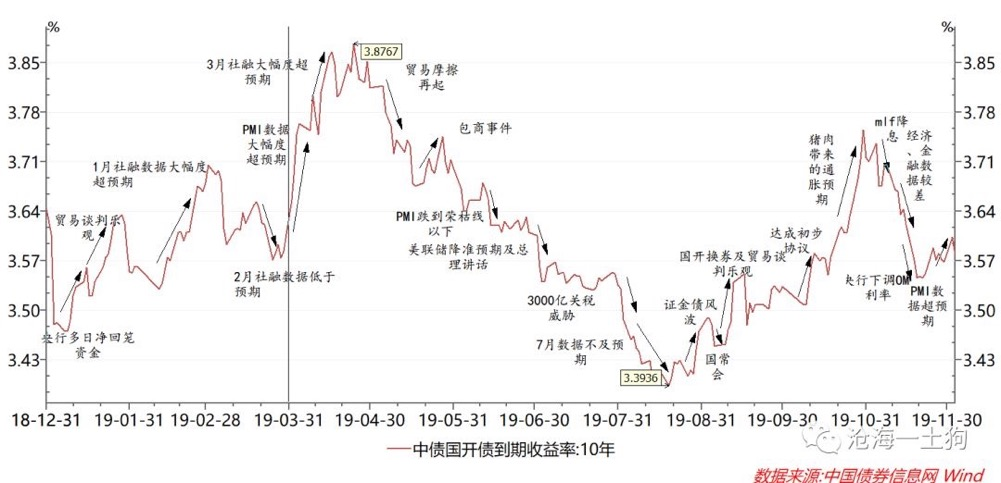 % %
3.85 3.85
3.78 3.78
3.71 3.71
3.64 3.64
3.57 3.57
3.50 3.50
3.43 3.43
央行多日净回笼
资金
贸易谈判乐
观
1月社融数据大幅度
超预期
2月社融数据低于
预期
PMI数据
大幅度
超预期
3月社融大幅度超
预期
3.8767
贸易摩擦
再起
包商事件
PMI跌到荣枯线
以下
美联储降准预期及总
理讲话
3000亿关税
威胁
7月数据不及预
期
3.3936
证金债风
波
国常
会
国开换券及贸易谈
判乐观
达成初步
协议
猪肉
带来
的通
胀预
期
mlf降
息
经济
、金
融数
据较
差
央行下调OM
利率
PMI数
据超预
期
18-12-31 19-01-31 19-02-28 19-03-31 19-04-30 19-05-31 19-06-30 19-07-31 19-08-31 19-09-30 19-10-31 19-11-30
中债国开债到期收益率:10年
沧海一土狗
数据来源:中国债券信息网 Wind